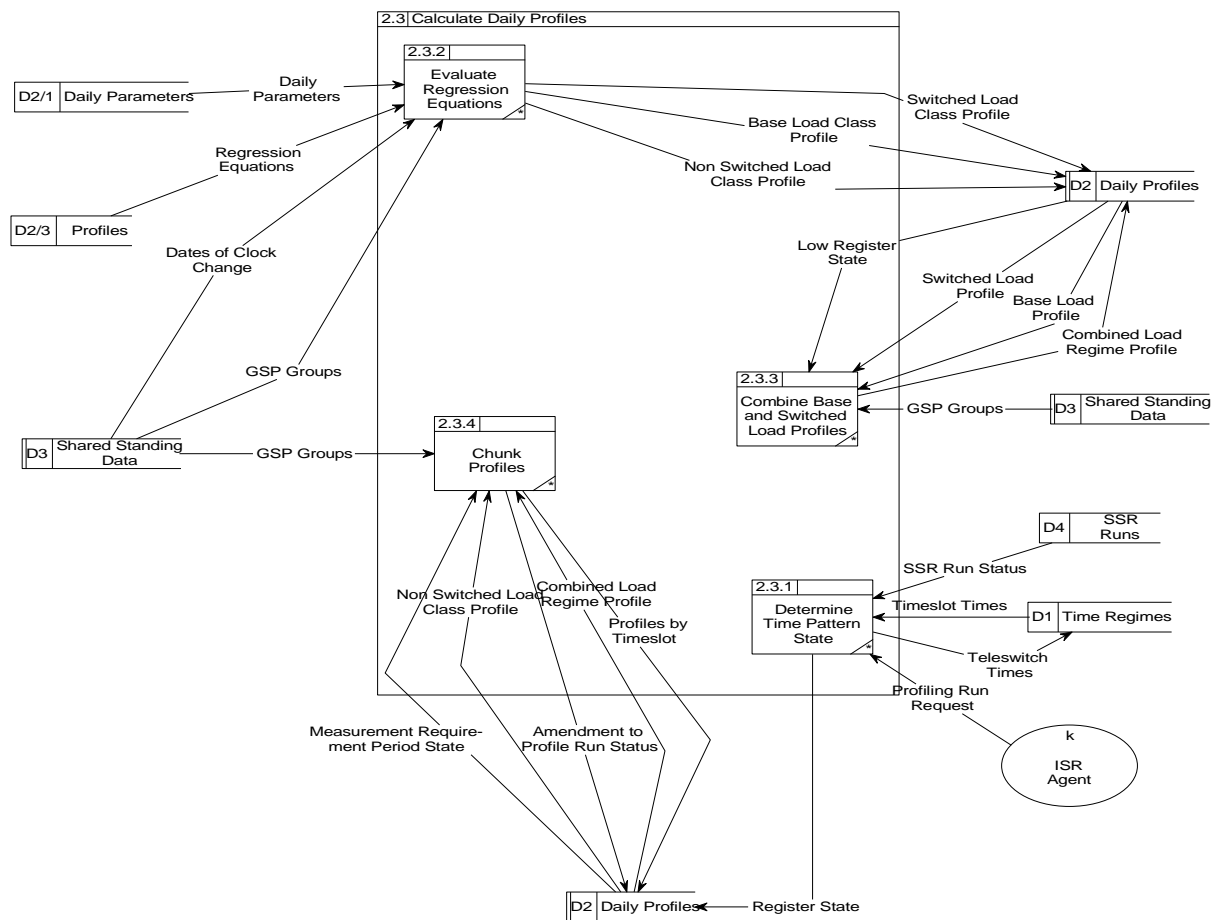 2.3 Calculate Daily Profiles
2.3.2
Evaluate
Regression
Equations
*
D2/1 Daily Parameters
Daily
Parameters
Switched Load
Class Profile
Base Load Class
Profile
Non Switched Load
Class Profile
Regression
Equations
D2 Daily Profiles
D2/3 Profiles
Dates of Clock
Change
Low Register
State
Switched Load
Profile
Base Load
Profile
Combined Load
Regime Profile
GSP Groups
2.3.3
Combine Base
and Switched
Load Profiles
*
GSP Groups
D3 Shared Standing
Data
D3 Shared Standing
Data
GSP Groups
2.3.4
Chunk
Profiles
*
D4 SSR
Runs
SSR Run Status
2.3.1
Determine
Time Pattern
State
*
Timeslot Times
D1 Time Regimes
Teleswitch
Times
Non Switched Load
Class Profile
Combined Load
Regime Profile
Profiles by
Timeslot
Profiling Run
Request
Measurement Require-
ment Period State
Amendment to
Profile Run Status
k
ISR
Agent
D2 Daily Profiles
Register State